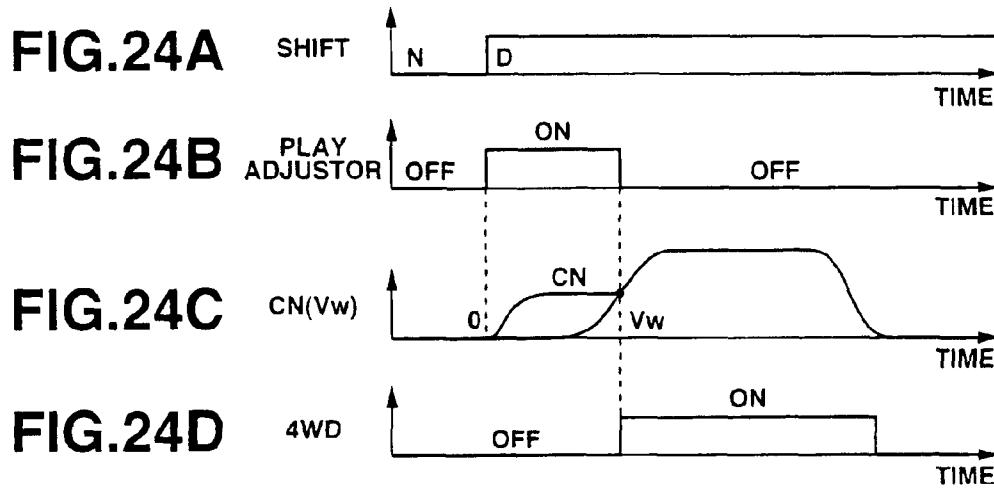 FIG.24A
SHIFT
N
D
TIME
FIG.24B
PLAY
ADJUSTOR
OFF
ON
OFF
TIME
FIG.24C
CN(Vw)
0
CN
Vw
TIME
FIG.24D
4WD
OFF
ON
TIME